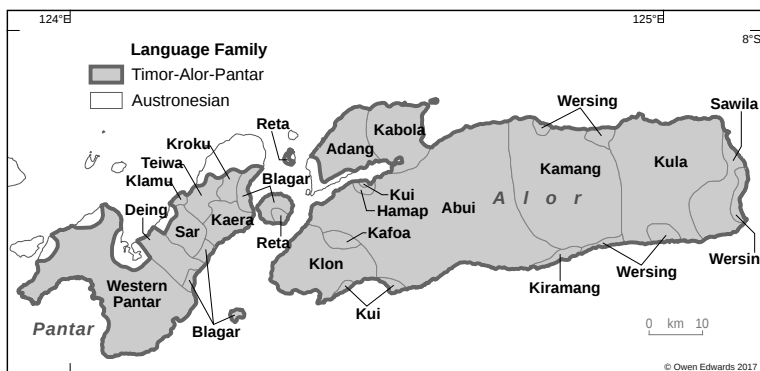 124°E
125°E
8°S
Language Family
Timor-Alor-Pantar
Austronesian
Wersing
Sawila
Reta
Kabola
Adang
Kroku
Teiwa
Klamu
Blagar
Kamang
Kula
Deing
Kui
Hamap
Abui
Alor
Kaera
Sar
Reta
Kafoa
Klon
Western
Pantar
Wersing
Wersin
Kiramang
Kui
Blagar
Pantar
0 km 10
© Owen Edwards 2017